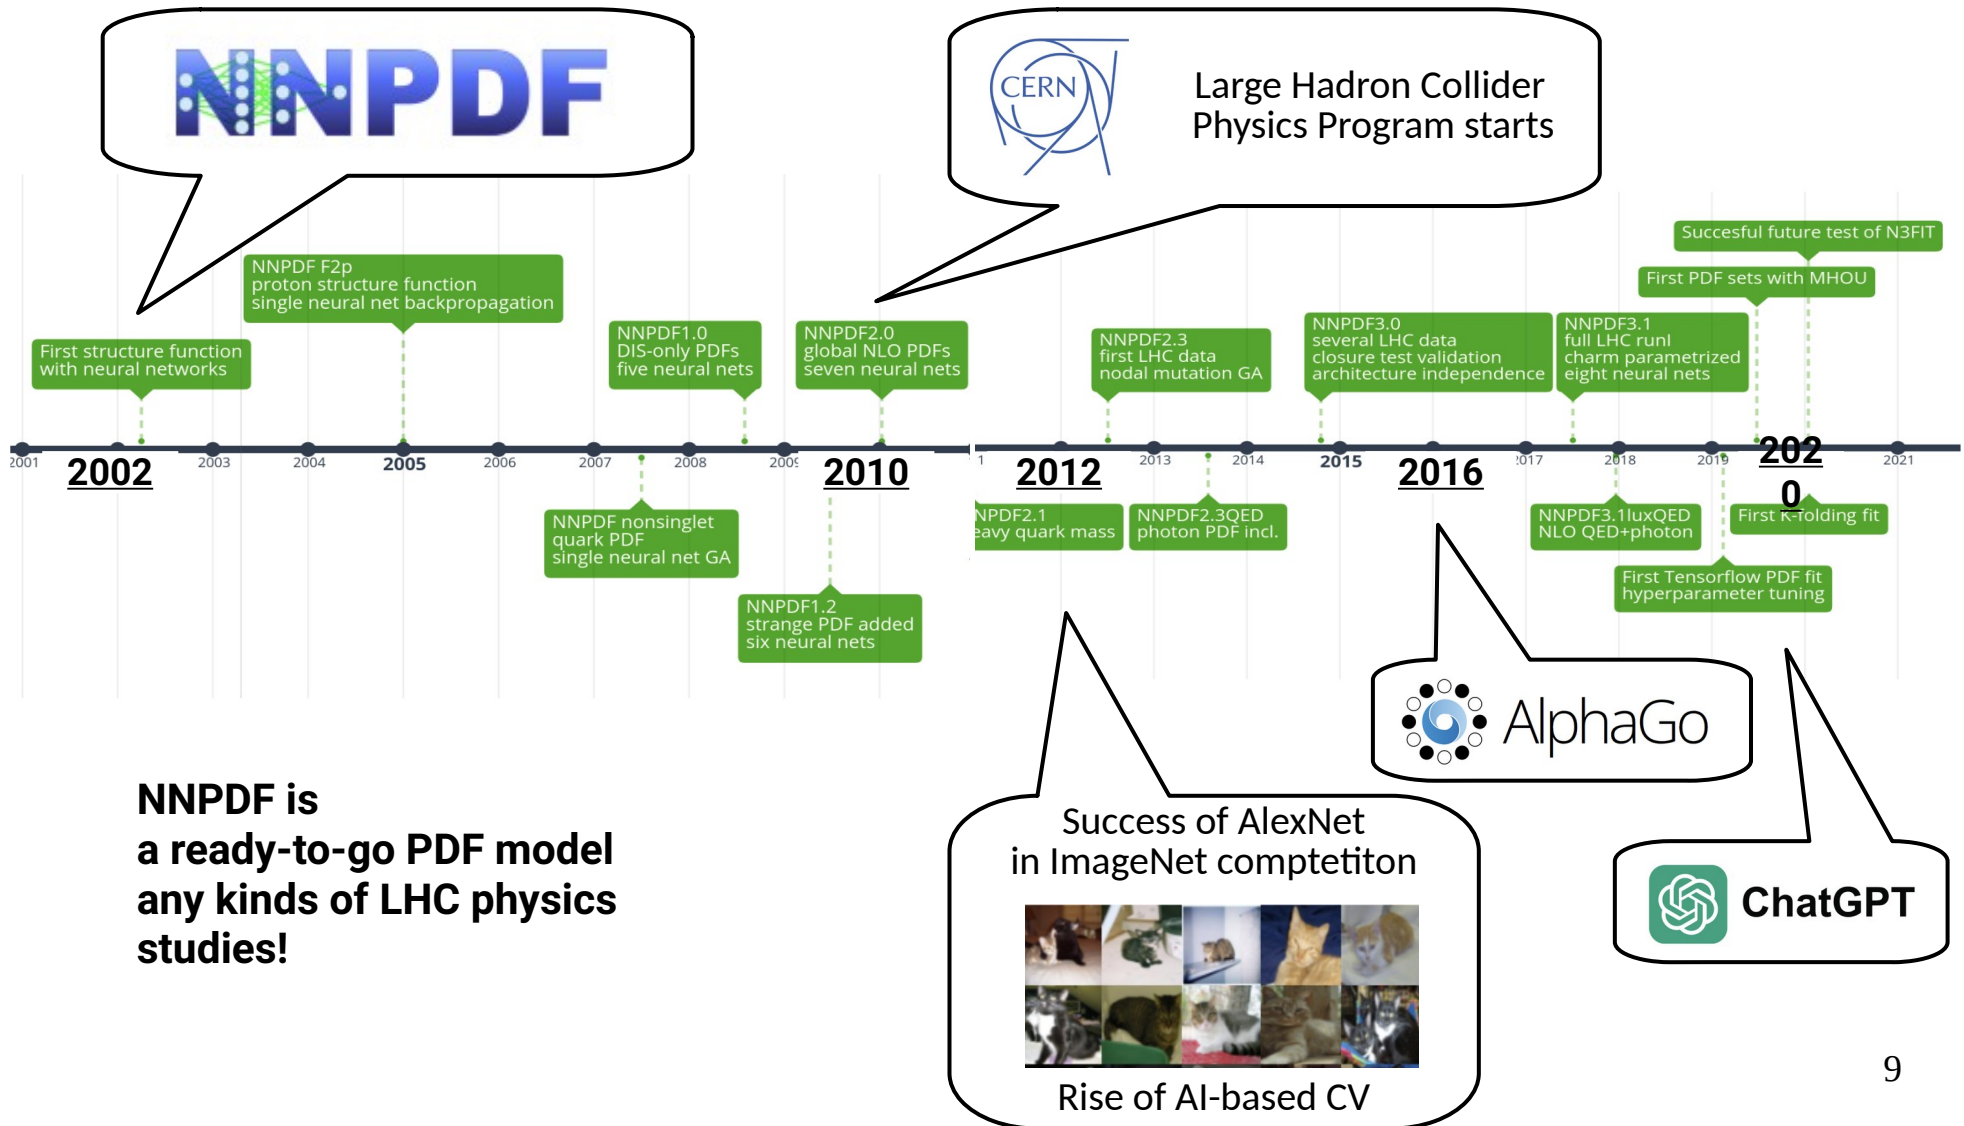 NNPDF
CERN
Large Hadron Collider
Physics Program starts
Succesful future test of N3FIT
First PDF sets with MHOU
NNPDF F2p
proton structure function
single neural net backpropagation
First structure function
with neural networks
NNPDF1.0
DIS-only PDFs
five neural nets
NNPDF2.0
global NLO PDFs
seven neural nets
NNPDF2.3
first LHC data
nodal mutation GA
NNPDF3.0
several LHC data
closure test validation
architecture independence
NNPDF3.1
full LHC runI
charm parametrized
eight neural nets
2001
2002
2003
2004
2005
2006
2007
2008
2009
2010
2012
2013
2014
2015
2016
2017
2018
2019
202
0
2021
NNPDF nonsinglet
quark PDF
single neural net GA
NNPDF1.2
strange PDF added
six neural nets
NPDF2.1
eavy quark mass
NNPDF2.3QED
photon PDF incl.
NNPDF3.1luxQED
NLO QED+photon
First K-folding fit
First Tensorflow PDF fit
hyperparameter tuning
AlphaGo
NNPDF is
a ready-to-go PDF model
any kinds of LHC physics
studies!
Success of AlexNet
in ImageNet comptetiton
Rise of AI-based CV
ChatGPT
9